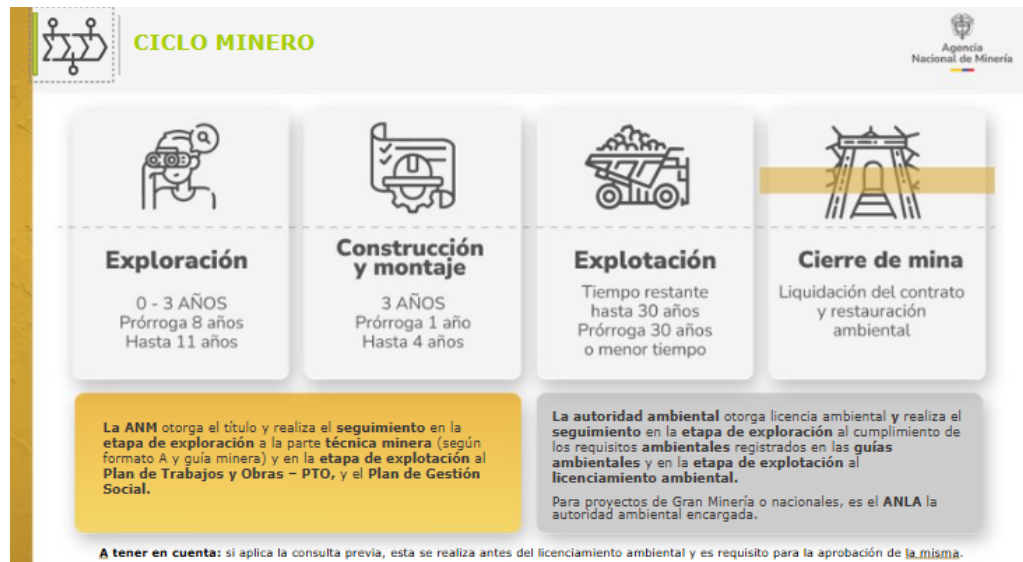 CICLO MINERO
Agencia
Nacional de Minería
Exploración
0 - 3 AÑOS
Prórroga 8 años
Hasta 11 años
Construcción
y montaje
3 AÑOS
Prórroga 1 año
Hasta 4 años
Explotación
Tiempo restante
hasta 30 años
Prórroga 30 años
o menor tiempo
Cierre de mina
Liquidación del contrato
y restauración
ambiental
La ANM otorga el título y realiza el seguimiento en la
etapa de exploración a la parte técnica minera (según
formato A y guía minera) y en la etapa de explotación al
Plan de Trabajos y Obras – PTO, y el Plan de Gestión
Social.
La autoridad ambiental otorga licencia ambiental y realiza el
seguimiento en la etapa de exploración al cumplimiento de
los requisitos ambientales registrados en las guías
ambientales y en la etapa de explotación al
licenciamiento ambiental.
Para proyectos de Gran Minería o nacionales, es el ANLA la
autoridad ambiental encargada.
A tener en cuenta: si aplica la consulta previa, esta se realiza antes del licenciamiento ambiental y es requisito para la aprobación de la misma.